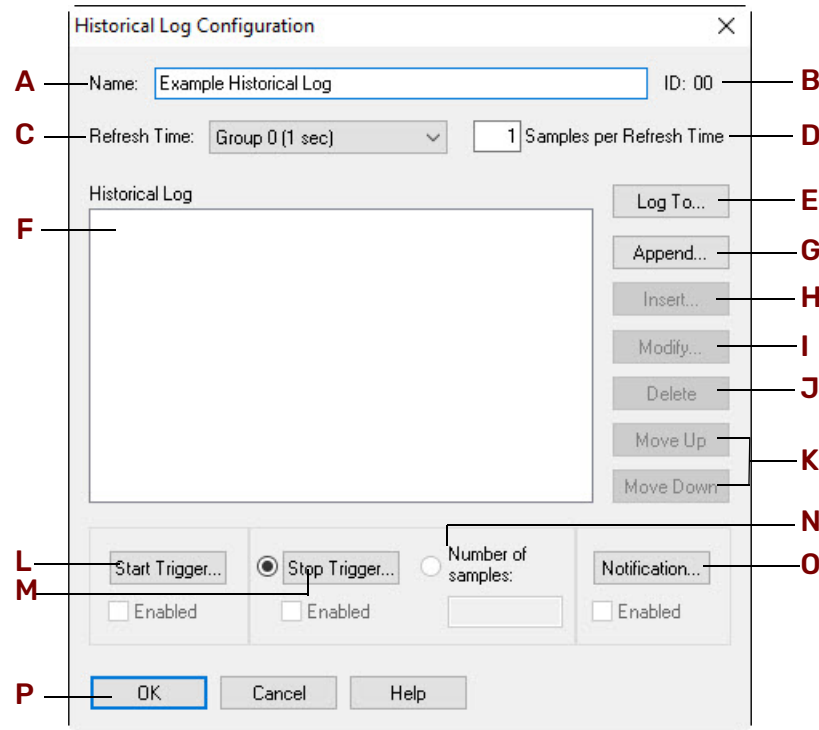 Historical Log Configuration
A Name: Example Historical Log ID: 00 B
C Refresh Time: Group 0 (1 sec) 1 Samples per Refresh Time D
Historical Log
Log To... E
F
Append... G
Insert... H
Modify... I
Delete J
Move Up
K
Move Down
N
L Start Trigger... Stop Trigger... Number of samples: Notification... O
M
Enabled Enabled Enabled
P OK Cancel Help